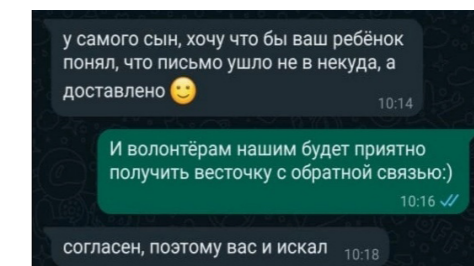 у самого сын, хочу что бы ваш ребёнок
понял, что письмо ушло не в некуда, а
доставлено 🙂
10:14
И волонтёрам нашим будет приятно
получить весточку с обратной связью:)
10:16
согласен, поэтому вас и искал 10:18